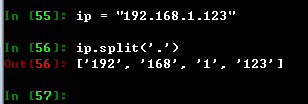 In [55]: ip = "192.168.1.123"
In [56]: ip.split('.')
Out[56]: ['192', '168', '1', '123']
In [57]: